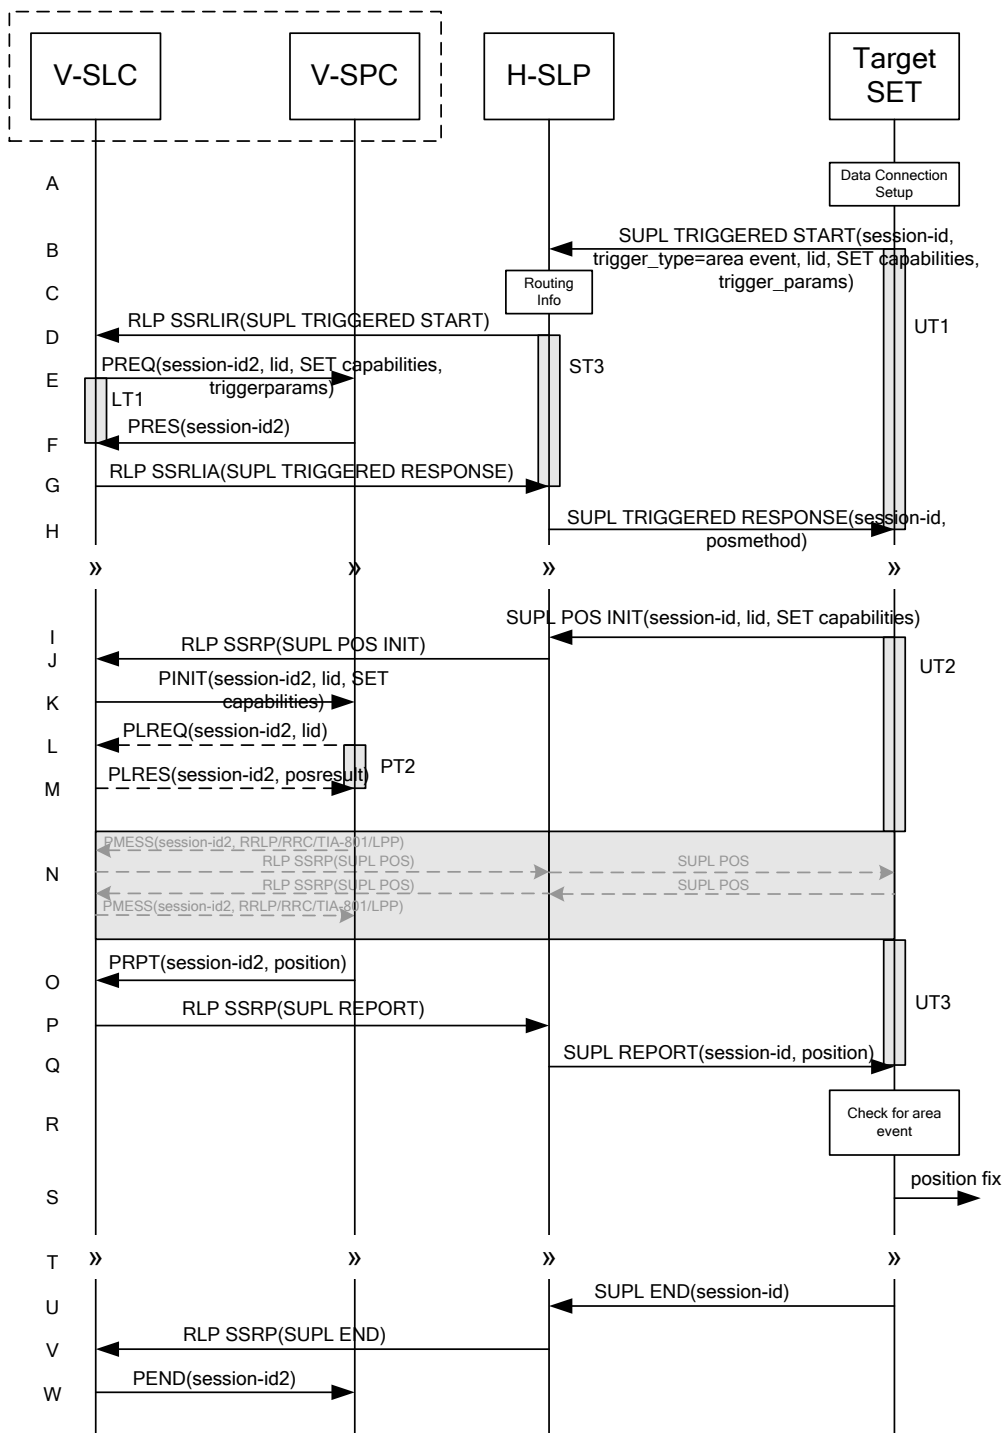 V-SLC
V-SPC
H-SLP
Target
SET
A
Data Connection
Setup
B
SUPL TRIGGERED START(session-id,
trigger_type=area event, lid, SET capabilities,
trigger_params)
C
Routing
Info
UT1
D
RLP SSRLIR(SUPL TRIGGERED START)
ST3
E
PREQ(session-id2, lid, SET capabilities,
triggerparams)
LT1
F
PRES(session-id2)
G
RLP SSRLIA(SUPL TRIGGERED RESPONSE)
H
SUPL TRIGGERED RESPONSE(session-id,
posmethod)
»
»
»
»
I
SUPL POS INIT(session-id, lid, SET capabilities)
J
RLP SSRP(SUPL POS INIT)
UT2
K
PINIT(session-id2, lid, SET
capabilities)
L
PLREQ(session-id2, lid)
PT2
M
PLRES(session-id2, posresult)
N
PMESS(session-id2, RRLP/RRC/TIA-801/LPP)
RLP SSRP(SUPL POS)
SUPL POS
RLP SSRP(SUPL POS)
SUPL POS
PMESS(session-id2, RRLP/RRC/TIA-801/LPP)
O
PRPT(session-id2, position)
UT3
P
RLP SSRP(SUPL REPORT)
Q
SUPL REPORT(session-id, position)
R
Check for area
event
S
position fix
T
»
»
»
»
U
SUPL END(session-id)
V
RLP SSRP(SUPL END)
W
PEND(session-id2)